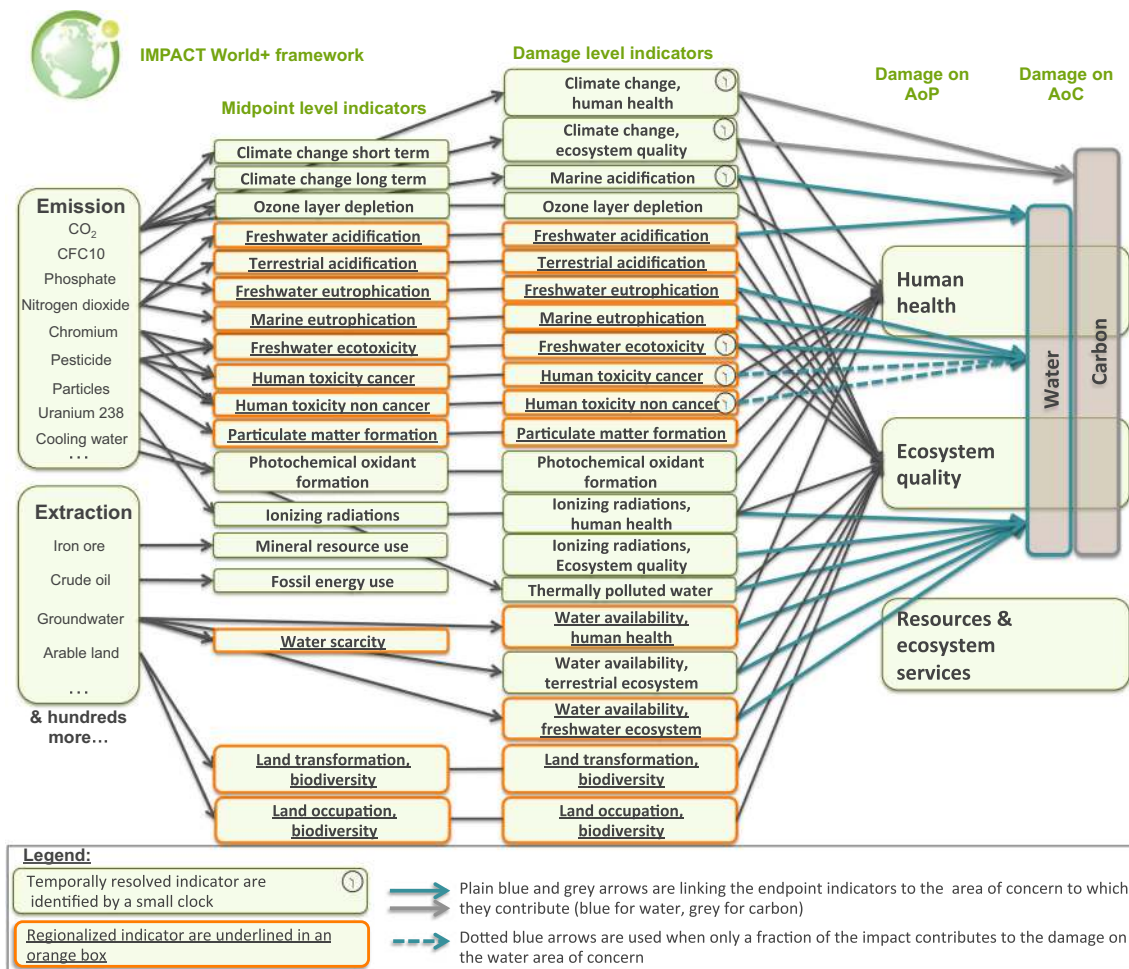 IMPACT World+ framework
Midpoint level indicators
Damage level indicators
Damage on
AoP
Damage on
AoC
Emission
CO2
CFC10
Phosphate
Nitrogen dioxide
Chromium
Pesticide
Particles
Uranium 238
Cooling water
...
Extraction
Iron ore
Crude oil
Groundwater
Arable land
...
& hundreds
more...
Climate change short term
Climate change long term
Ozone layer depletion
Freshwater acidification
Terrestrial acidification
Freshwater eutrophication
Marine eutrophication
Freshwater ecotoxicity
Human toxicity cancer
Human toxicity non cancer
Particulate matter formation
Photochemical oxidant
formation
Ionizing radiations
Mineral resource use
Fossil energy use
Water scarcity
Land transformation,
biodiversity
Land occupation,
biodiversity
Climate change,
human health
Climate change,
ecosystem quality
Marine acidification
Ozone layer depletion
Freshwater acidification
Terrestrial acidification
Freshwater eutrophication
Marine eutrophication
Freshwater ecotoxicity
Human toxicity cancer
Human toxicity non cancer
Particulate matter formation
Photochemical oxidant
formation
Ionizing radiations,
human health
Ionizing radiations,
Ecosystem quality
Thermally polluted water
Water availability,
human health
Water availability,
terrestrial ecosystem
Water availability,
freshwater ecosystem
Land transformation,
biodiversity
Land occupation,
biodiversity
Human
health
Ecosystem
quality
Resources &
ecosystem
services
Water
Carbon
Legend:
Temporally resolved indicator are
identified by a small clock
Regionalized indicator are underlined in an
orange box
Plain blue and grey arrows are linking the endpoint indicators to the area of concern to which
they contribute (blue for water, grey for carbon)
Dotted blue arrows are used when only a fraction of the impact contributes to the damage on
the water area of concern